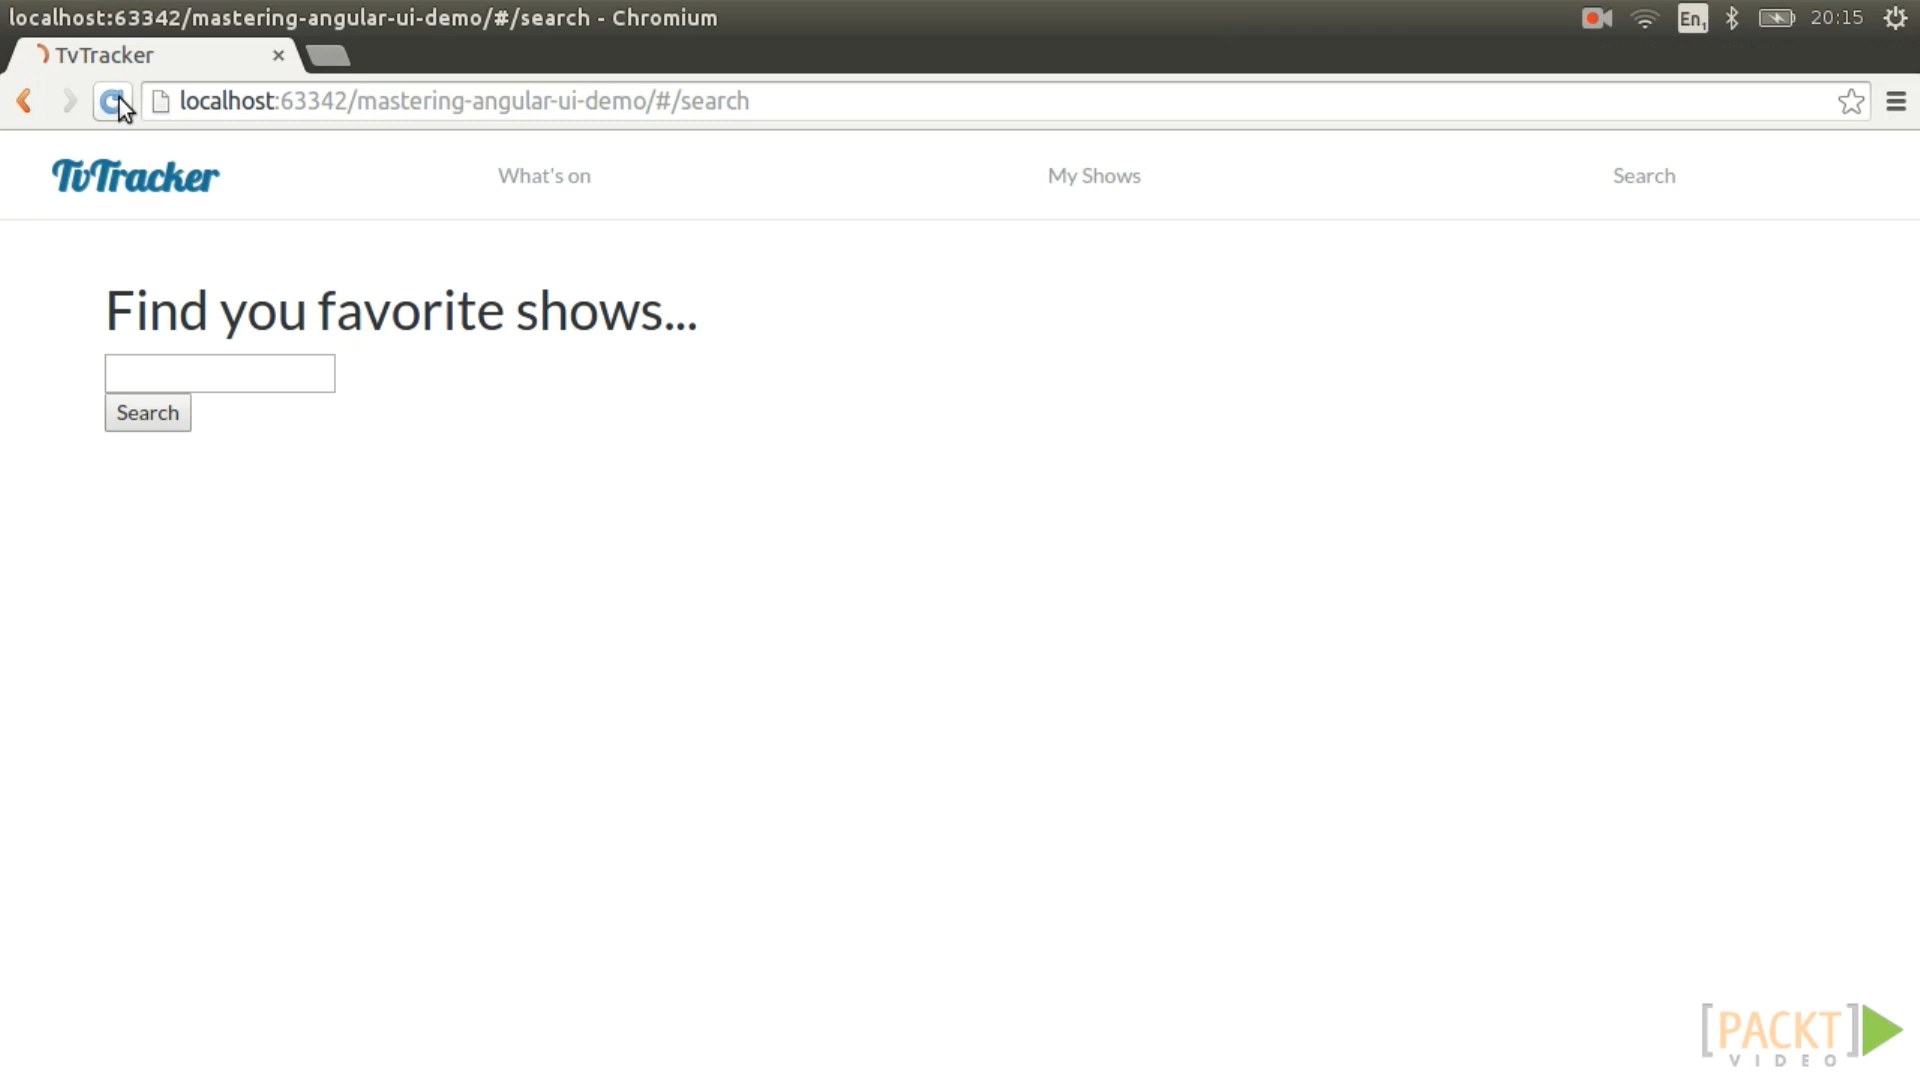 localhost:63342/mastering-angular-ui-demo/#/search - Chromium
En1
20:15
TvTracker
localhost:63342/mastering-angular-ui-demo/#/search
TvTracker
What's on
My Shows
Search
Find you favorite shows...
Search
[PACKT]
VIDEO